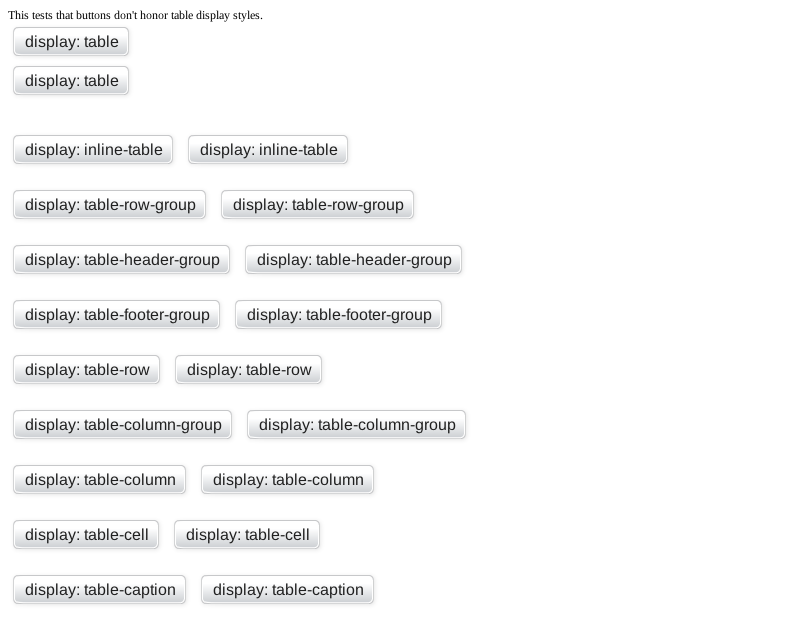 This tests that buttons don't honor table display styles.
display: table
display: table
display: inline-table display: inline-table
display: table-row-group display: table-row-group
display: table-header-group display: table-header-group
display: table-footer-group display: table-footer-group
display: table-row display: table-row
display: table-column-group display: table-column-group
display: table-column display: table-column
display: table-cell display: table-cell
display: table-caption display: table-caption